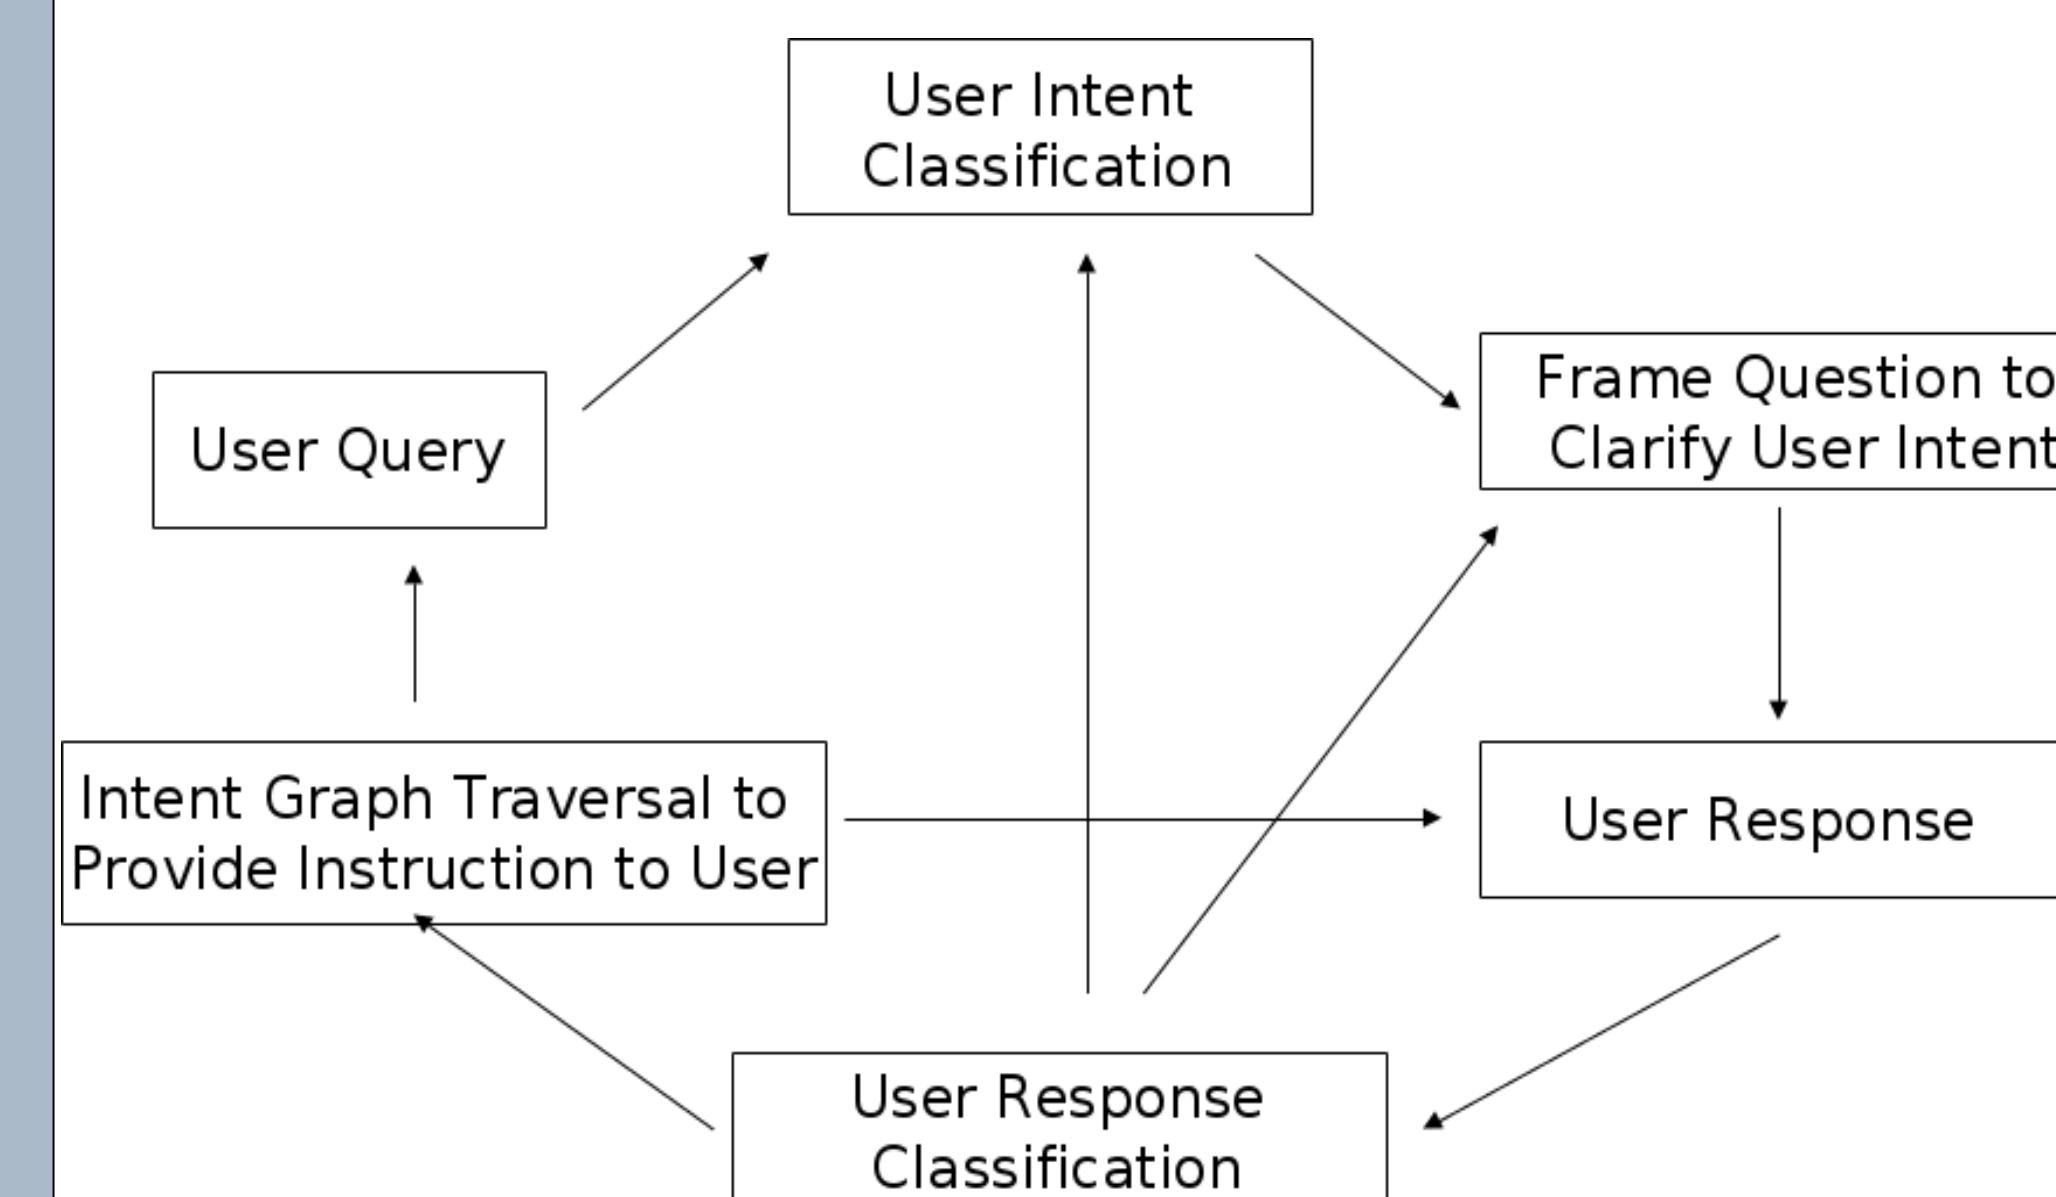 User Intent
Classification
Frame Question to
Clarify User Intent
User Query
Intent Graph Traversal to
Provide Instruction to User
User Response
User Response
Classification